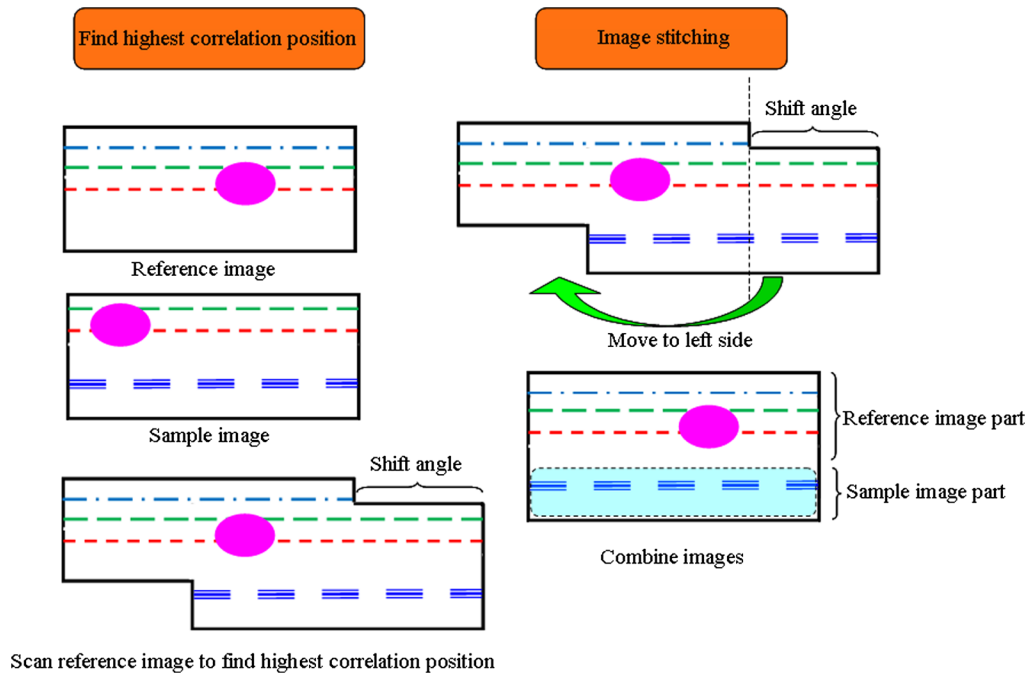 Find highest correlation position
Reference image
Sample image
Shift angle
Scan reference image to find highest correlation position
Image stitching
Shift angle
Move to left side
Reference image part
Sample image part
Combine images